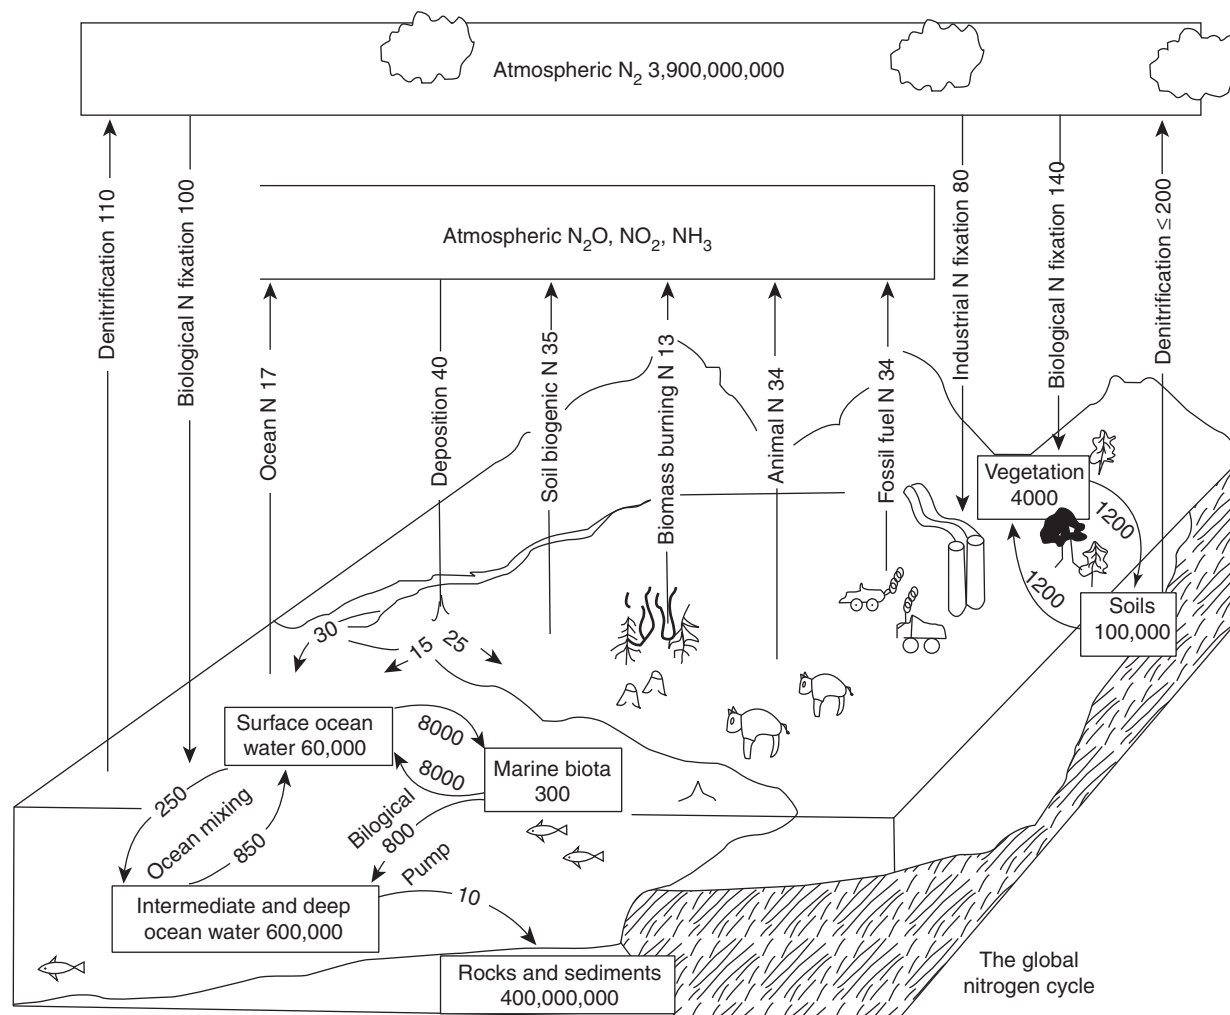 Atmospheric N2 3,900,000,000
Denitrification 110
Biological N fixation 100
Industrial N fixation 80
Biological N fixation 140
Denitrification ≤ 200
Atmospheric N2O, NO2, NH3
Ocean N 17
Deposition 40
Soil biogenic N 35
Biomass burning N 13
Animal N 34
Fossil fuel N 34
Vegetation
4000
1200
1200
Soils
100,000
30
15
25
Surface ocean
water 60,000
8000
8000
Marine biota
300
250
Ocean mixing
850
Bilogical
800
Pump
10
Intermediate and deep
ocean water 600,000
Rocks and sediments
400,000,000
The global
nitrogen cycle